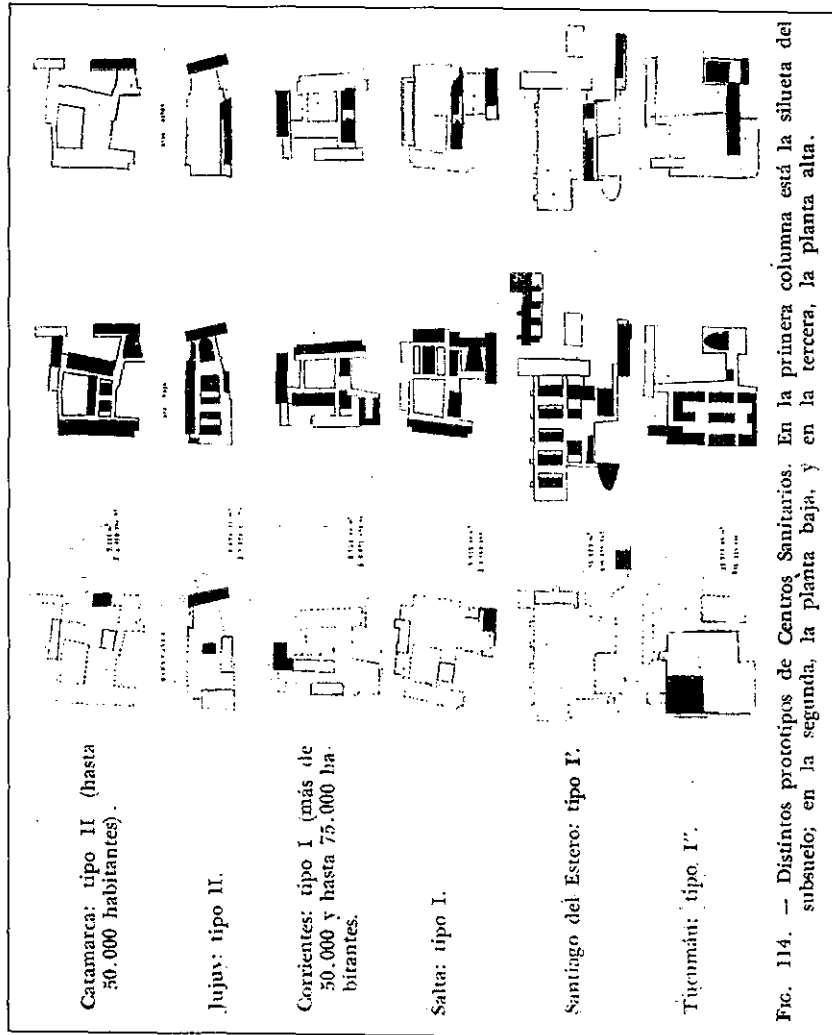 Catamarca: tipo II (hasta
50.000 habitantes).
Jujuy: tipo II.
Corrientes: tipo I (más de
50.000 y hasta 75.000 ha-
bitantes.
Salta: tipo I.
Santiago del Estero: tipo I'.
Tucumán: tipo I''.
FIG. 114. — Distintos prototipos de Centros Sanitarios. En la primera columna está la silueta del
subsuelo; en la segunda, la planta baja, y en la tercera, la planta alta.